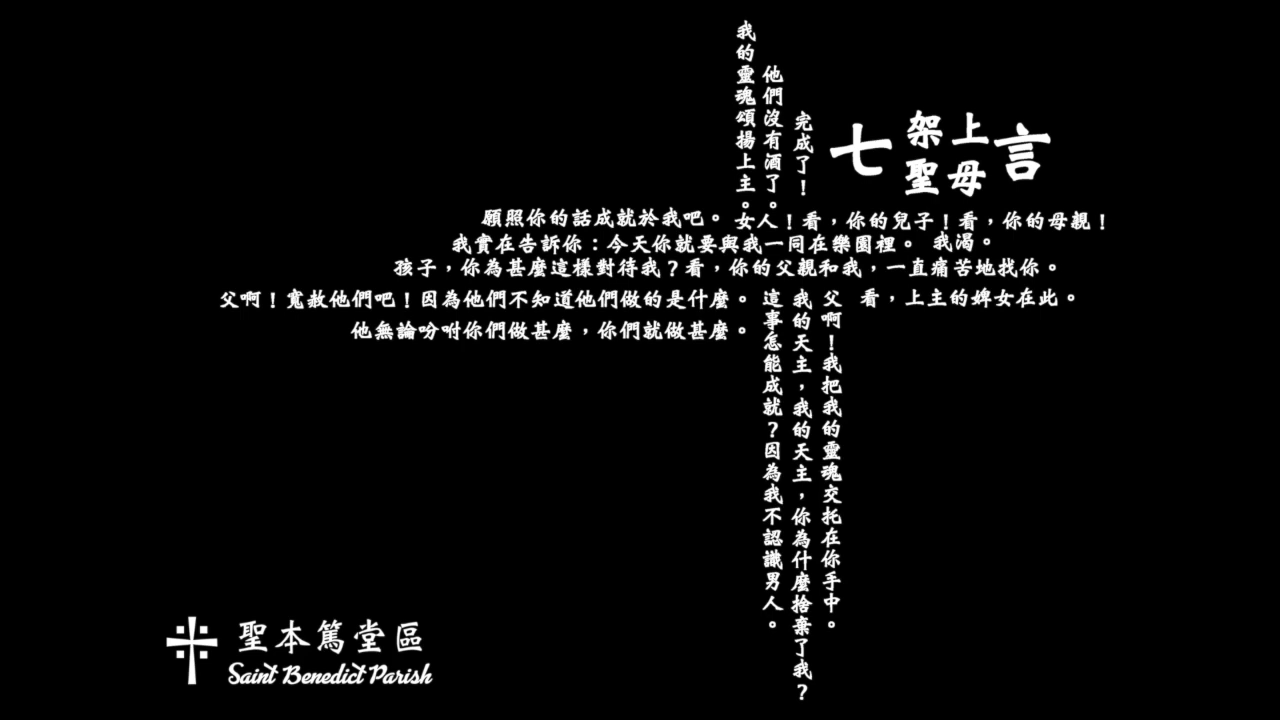 七架上聖母言
我的靈魂頌揚上主。
他們沒有酒了。
完成了！
願照你的話成就於我吧。
女人！看，你的兒子！看，你的母親！
我實在告訴你：今天你就要與我一同在樂園裡。
我渴。
孩子，你為甚麼這樣對待我？看，你的父親和我，一直痛苦地找你。
父啊！寬赦他們吧！因為他們不知道他們做的是什麼。
看，上主的婢女在此。
他無論吩咐你們做甚麼，你們就做甚麼。
這事怎能成就？因為我不認識男人。
我的天主，我的天主，你為什麼捨棄了我？
父啊！我把我的靈魂交托在你手中。
聖本篤堂區
Saint Benedict Parish